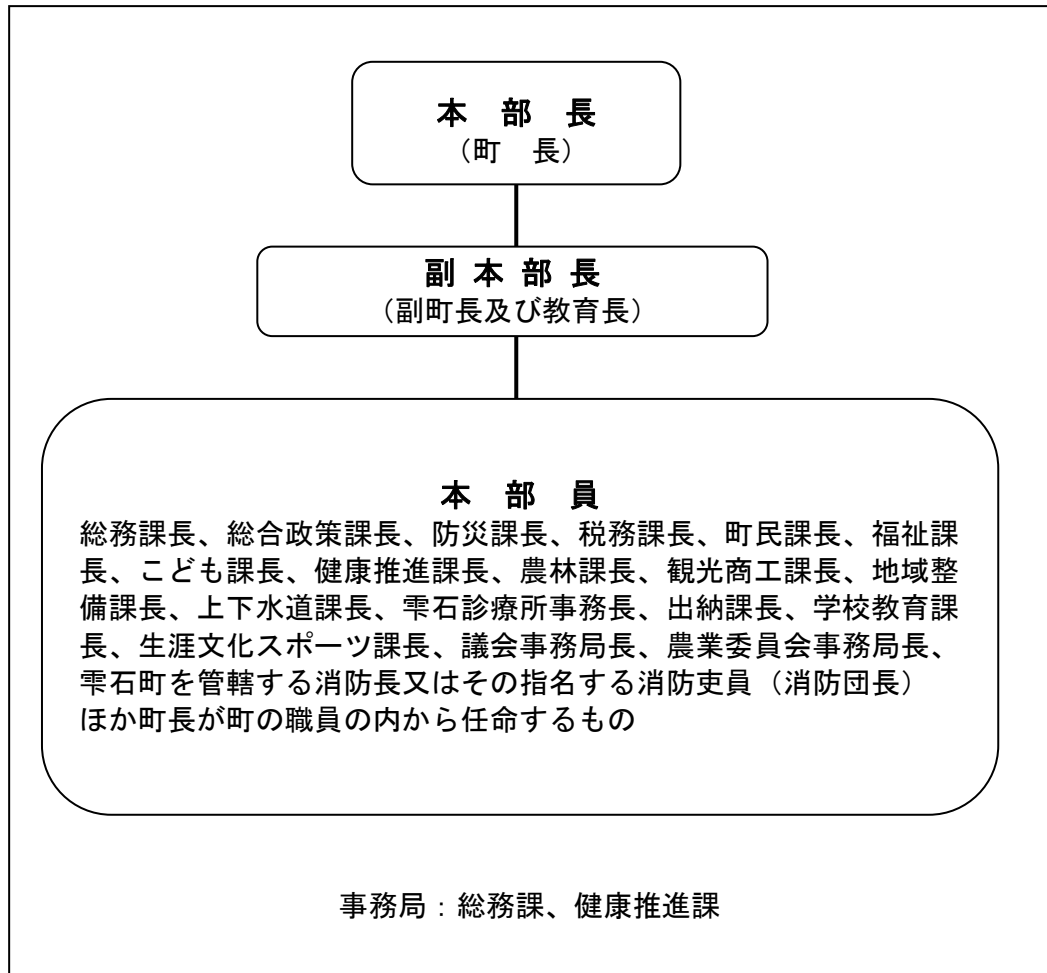 本 部 長
（町 長）
副 本 部 長
（副町長及び教育長）
本 部 員
総務課長、総合政策課長、防災課長、税務課長、町民課長、福祉課
長、こども課長、健康推進課長、農林課長、観光商工課長、地域整
備課長、上下水道課長、雫石診療所事務長、出納課長、学校教育課
長、生涯文化スポーツ課長、議会事務局長、農業委員会事務局長、
雫石町を管轄する消防長又はその指名する消防吏員（消防団長）
ほか町長が町の職員の内から任命するもの
事務局：総務課、健康推進課